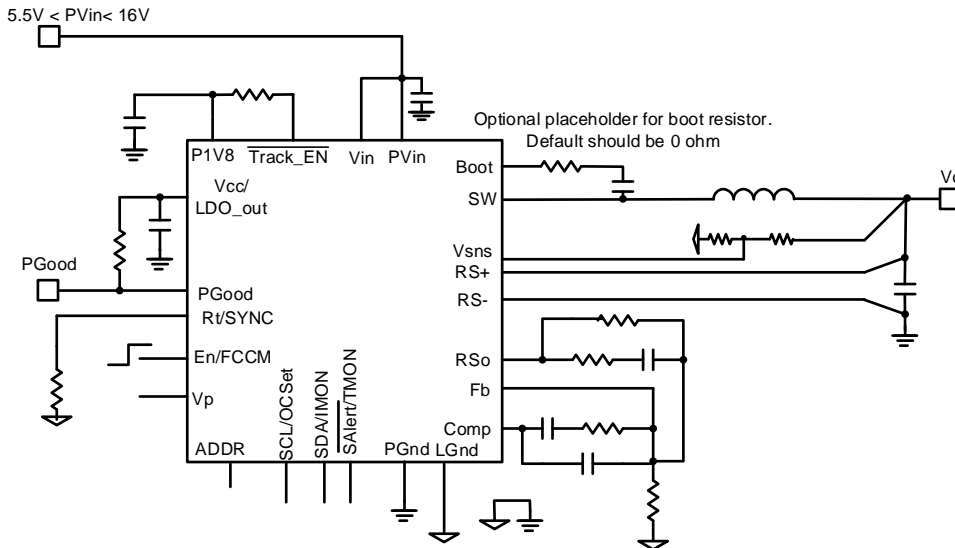 5.5V < PVin< 16V
Optional placeholder for boot resistor.
Default should be 0 ohm
P1V8
Track_EN
Vin
PVin
Boot
Vcc/
LDO_out
SW
Vo
Vsns
PGood
RS+
PGood
RS-
Rt/SYNC
En/FCCM
RSo
Vp
Fb
Comp
ADDR
SCL/OCSet
SDA/IMON
SAlert/TMON
PGnd
LGnd